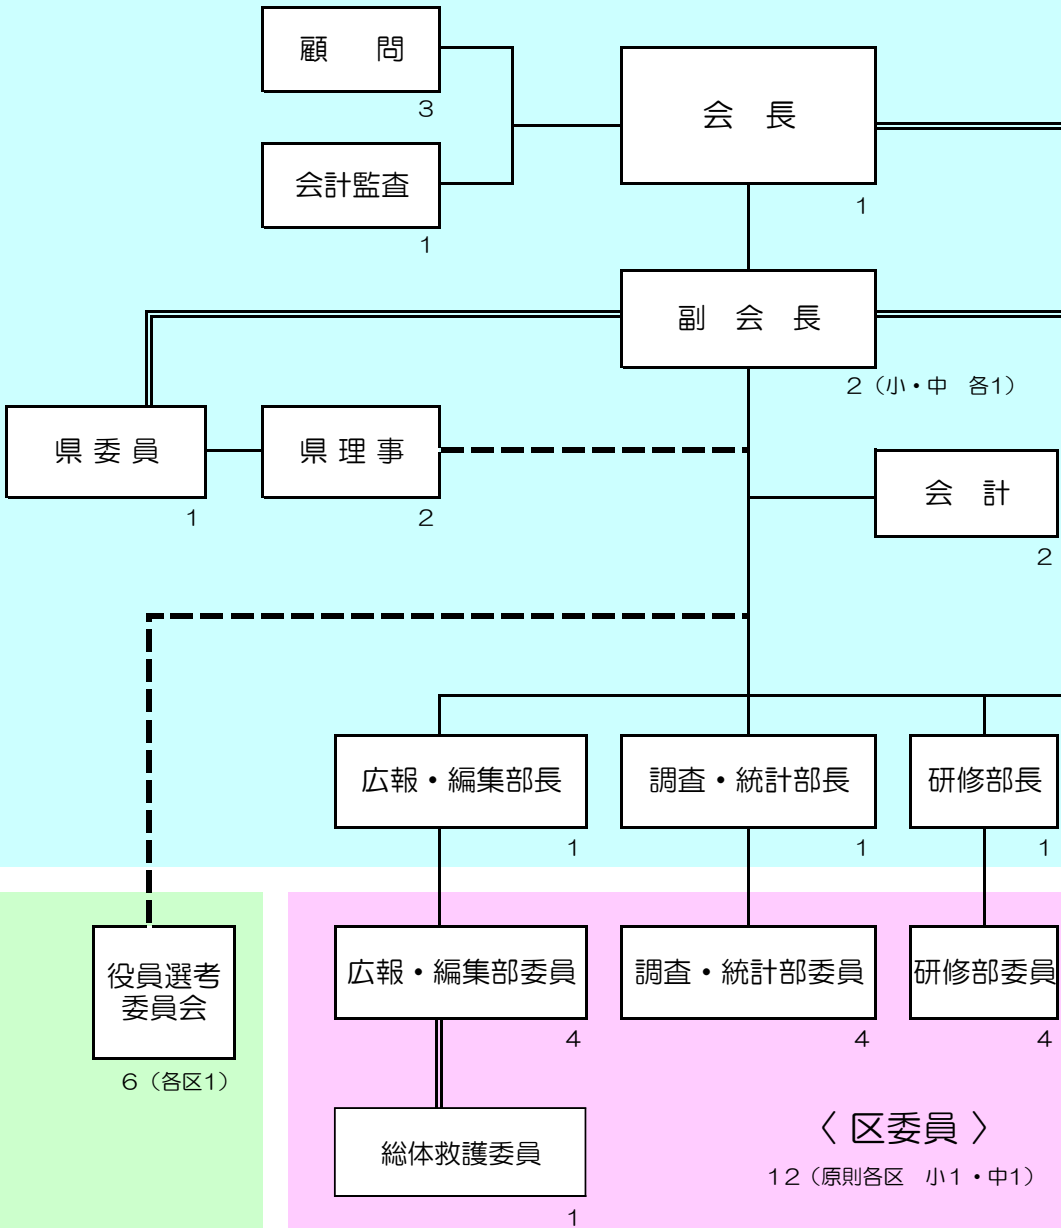 顧　問
3
会　長
1
会計監査
1
副　会　長
2（小・中　各1）
県 委 員
1
県 理 事
2
会　計
2
広報・編集部長
1
調査・統計部長
1
研修部長
1
役員選考
委員会
6（各区1）
広報・編集部委員
4
調査・統計部委員
4
研修部委員
4
総体救護委員
1
〈 区委員 〉
12（原則各区　小1・中1）